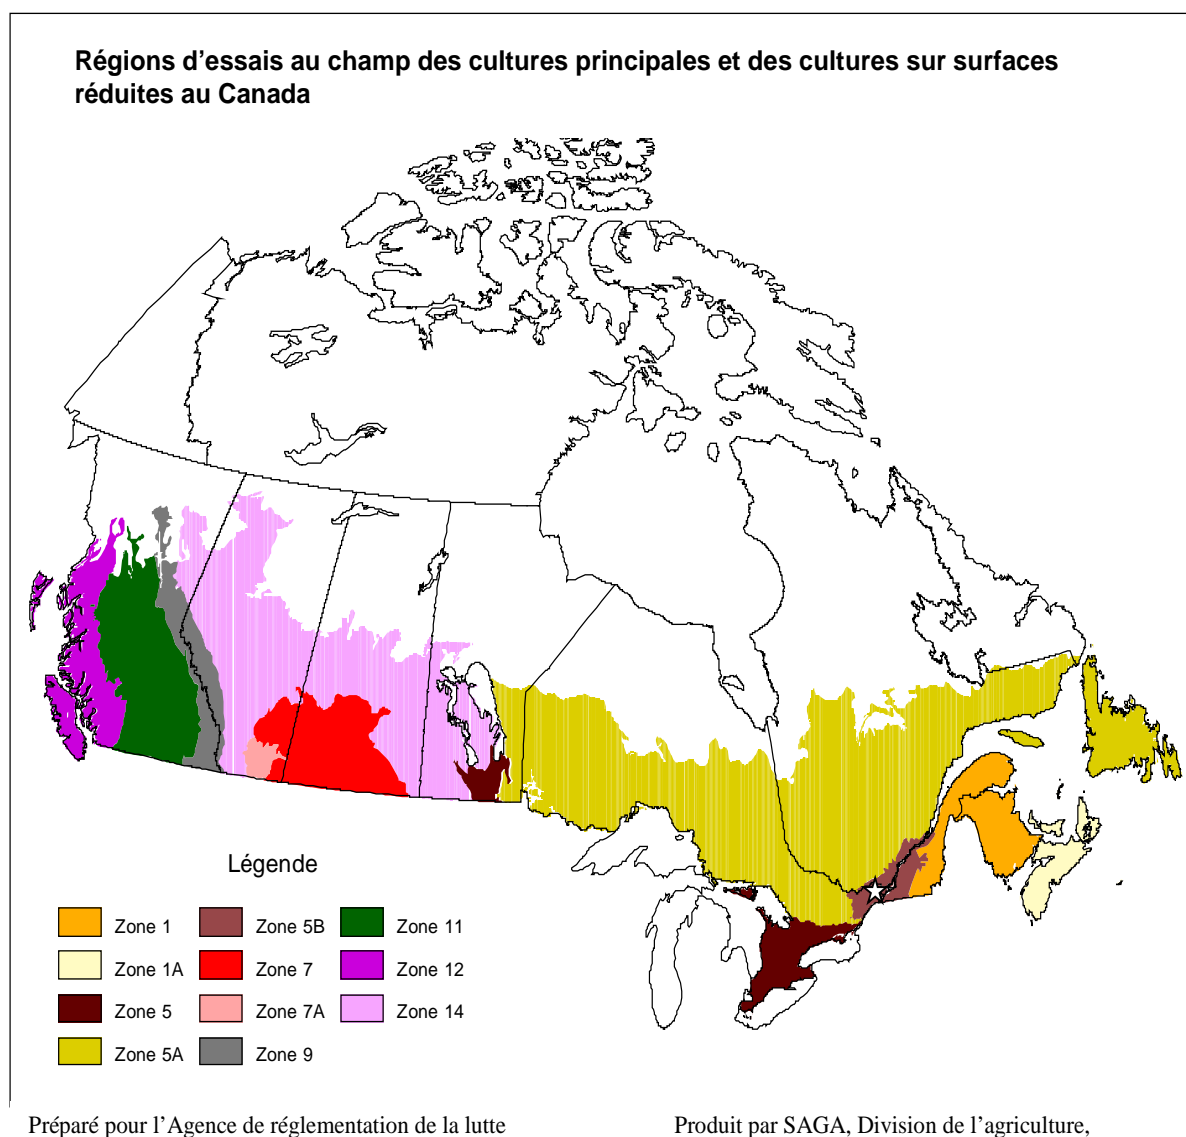 Régions d'essais au champ des cultures principales et des cultures sur surfaces
réduites au Canada
Légende
Zone 1
Zone 5B
Zone 11
Zone 1A
Zone 7
Zone 12
Zone 5
Zone 7A
Zone 14
Zone 5A
Zone 9
Préparé pour l'Agence de réglementation de la lutte
Produit par SAGA, Division de l'agriculture,